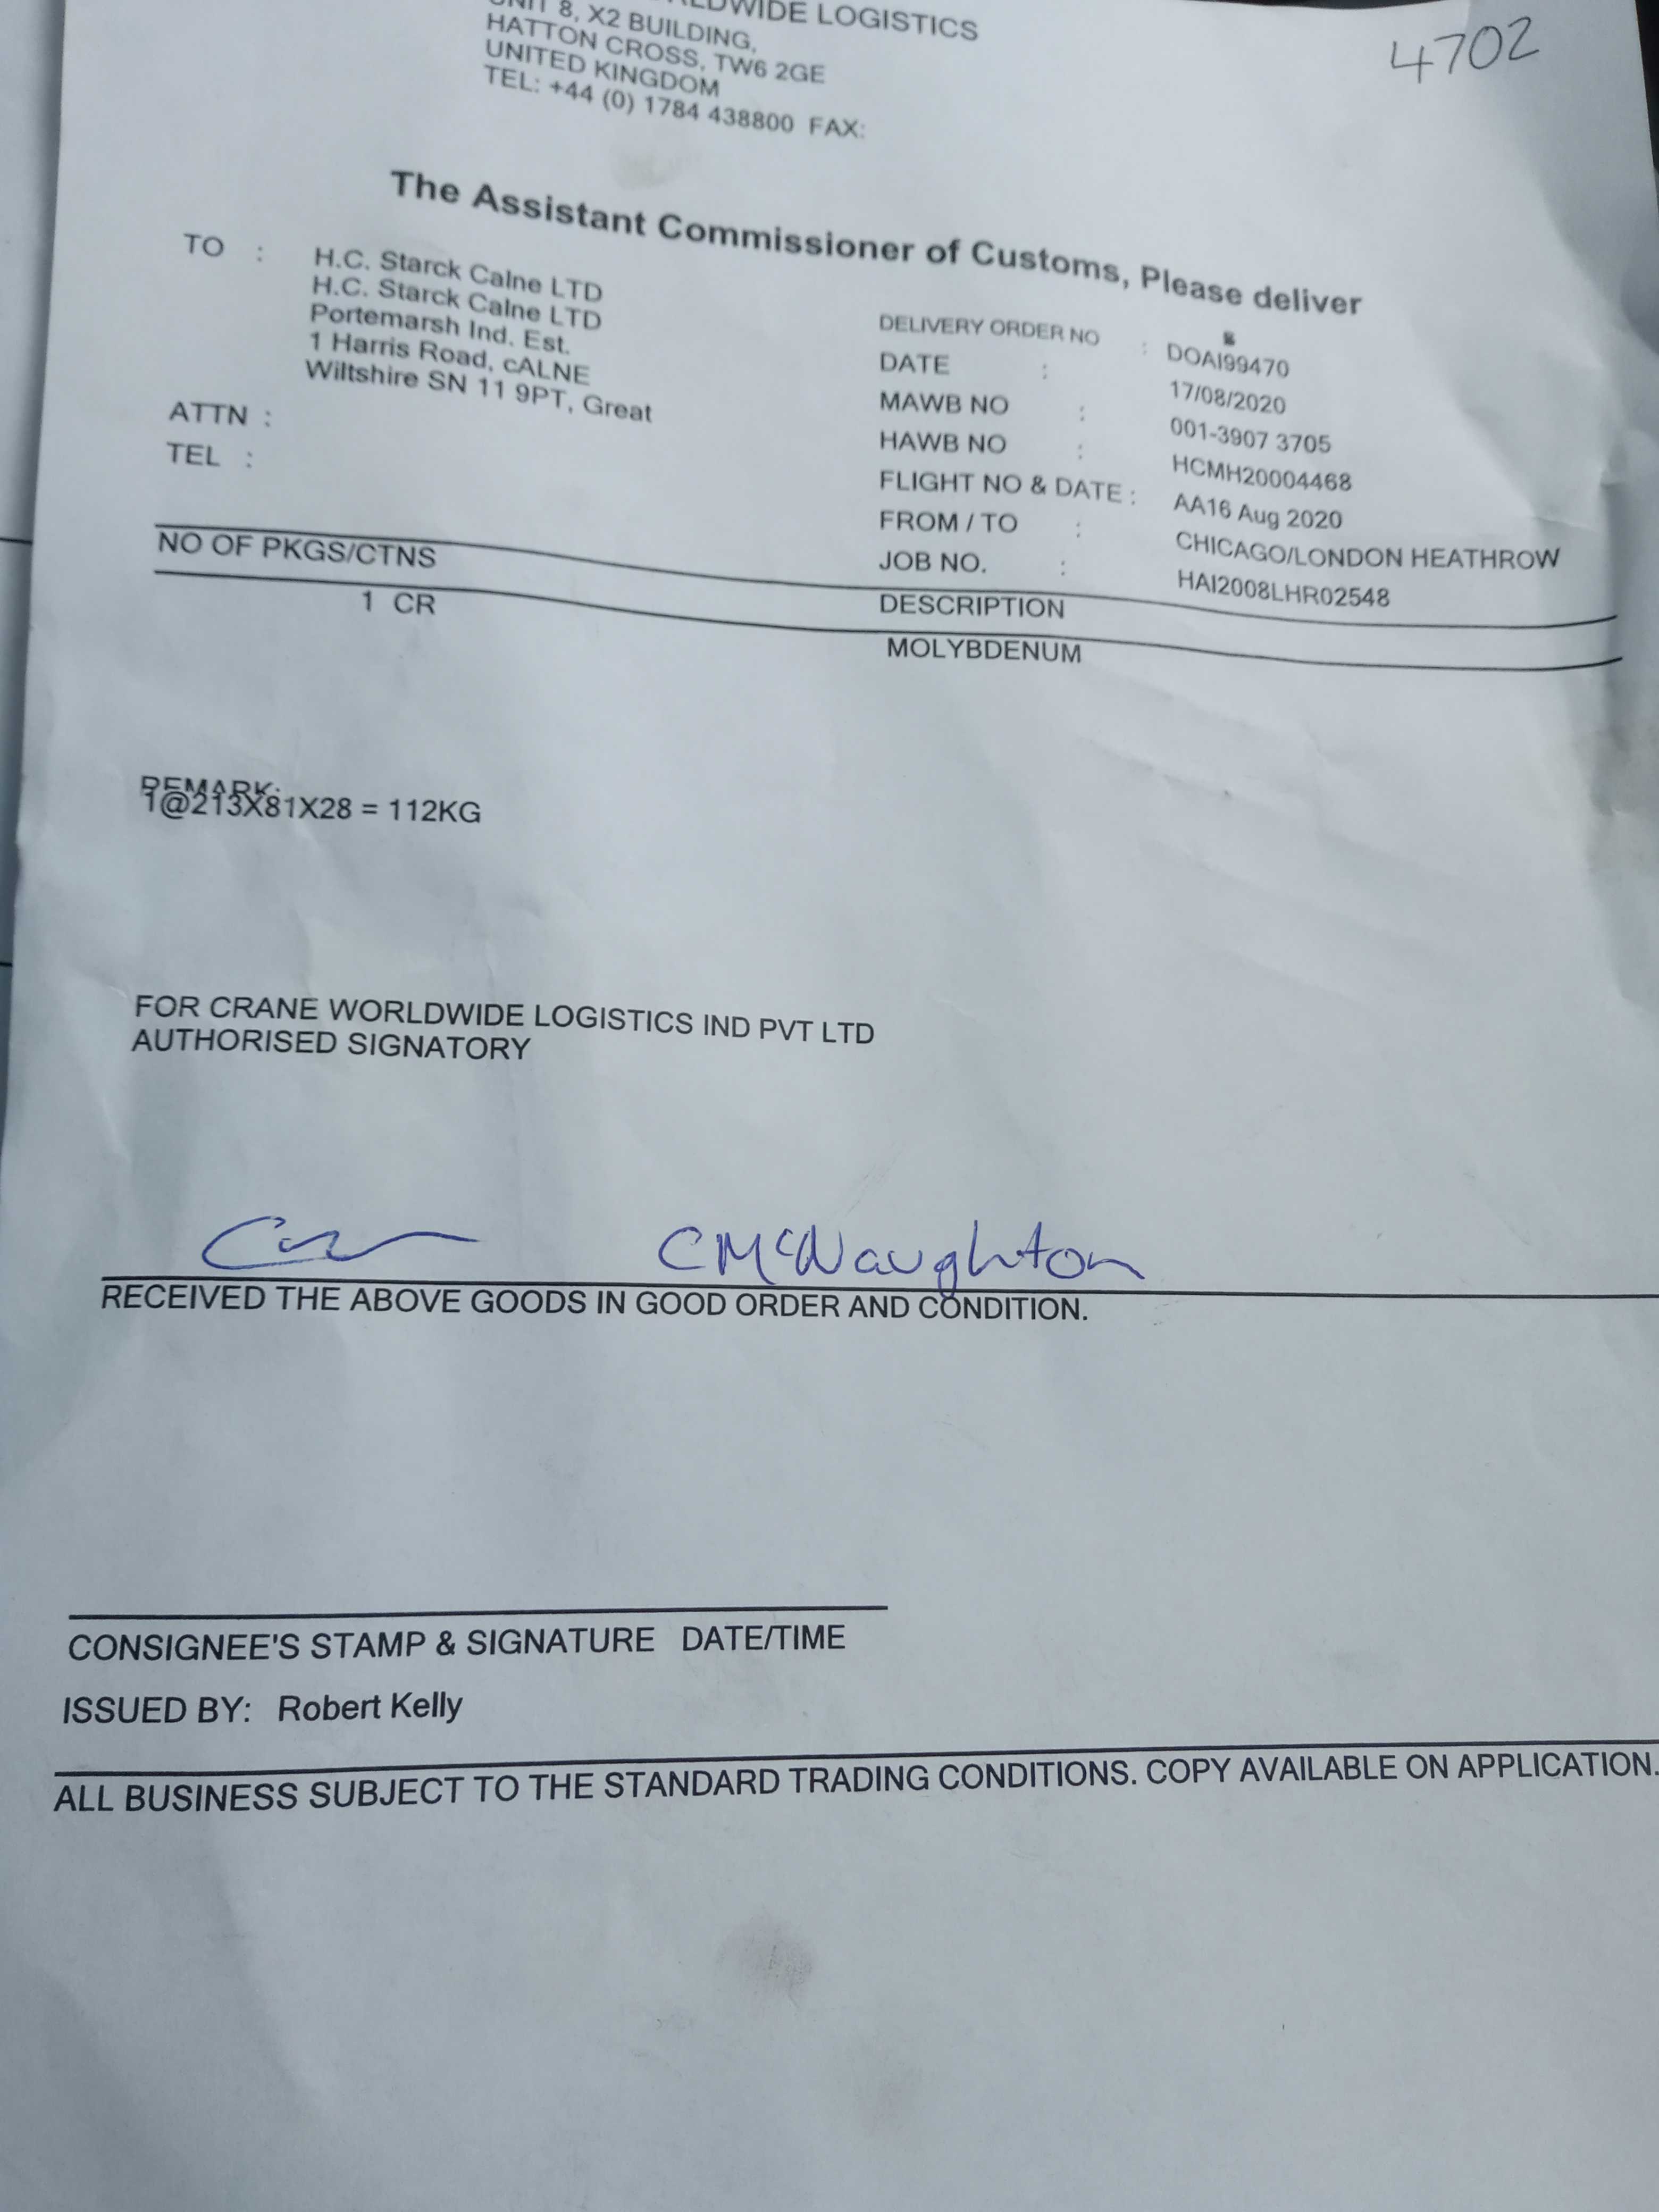 WIDE LOGISTICS
UNIT 8, X2 BUILDING,
HATTON CROSS, TW6 2GE
UNITED KINGDOM
TEL: +44 (0) 1784 438800 FAX:
4702
The Assistant Commissioner of Customs, Please deliver
TO :
H.C. Starck Calne LTD
H.C. Starck Calne LTD
Portemarsh Ind. Est.
1 Harris Road, cALNE
Wiltshire SN 11 9PT, Great
ATTN :
TEL :
DELIVERY ORDER NO : DOAI99470
DATE : 17/08/2020
MAWB NO : 001-3907 3705
HAWB NO : HCMH20004468
FLIGHT NO & DATE : AA16 Aug 2020
FROM / TO : CHICAGO/LONDON HEATHROW
JOB NO. : HAI2008LHR02548
NO OF PKGS/CTNS DESCRIPTION
1 CR MOLYBDENUM
REMARK:
1@213X81X28 = 112KG
FOR CRANE WORLDWIDE LOGISTICS IND PVT LTD
AUTHORISED SIGNATORY
CMcNaughton
RECEIVED THE ABOVE GOODS IN GOOD ORDER AND CONDITION.
CONSIGNEE'S STAMP & SIGNATURE DATE/TIME
ISSUED BY: Robert Kelly
ALL BUSINESS SUBJECT TO THE STANDARD TRADING CONDITIONS. COPY AVAILABLE ON APPLICATION.